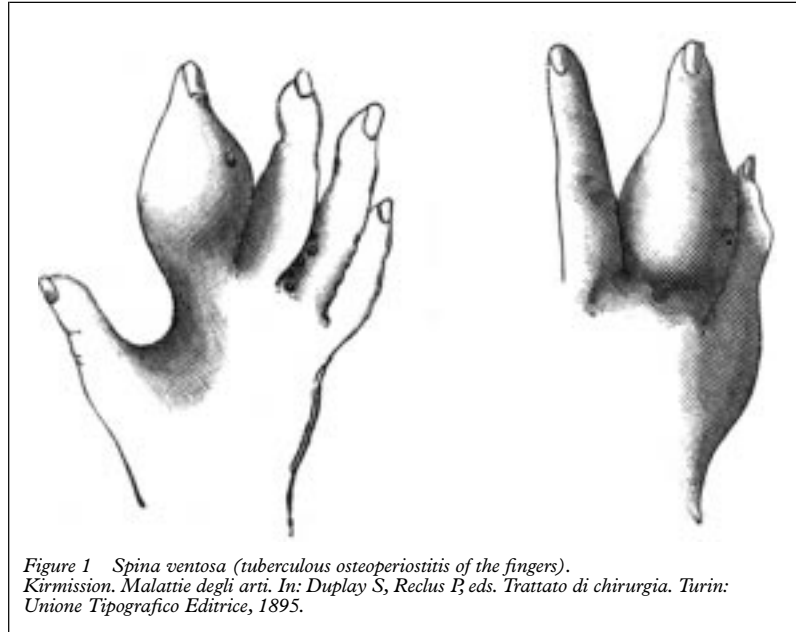 Figure 1 Spina ventosa (tuberculous osteoperiostitis of the fingers).
Kirmission. Malattie degli arti. In: Duplay S, Reclus P, eds. Trattato di chirurgia. Turin:
Unione Tipografico Editrice, 1895.